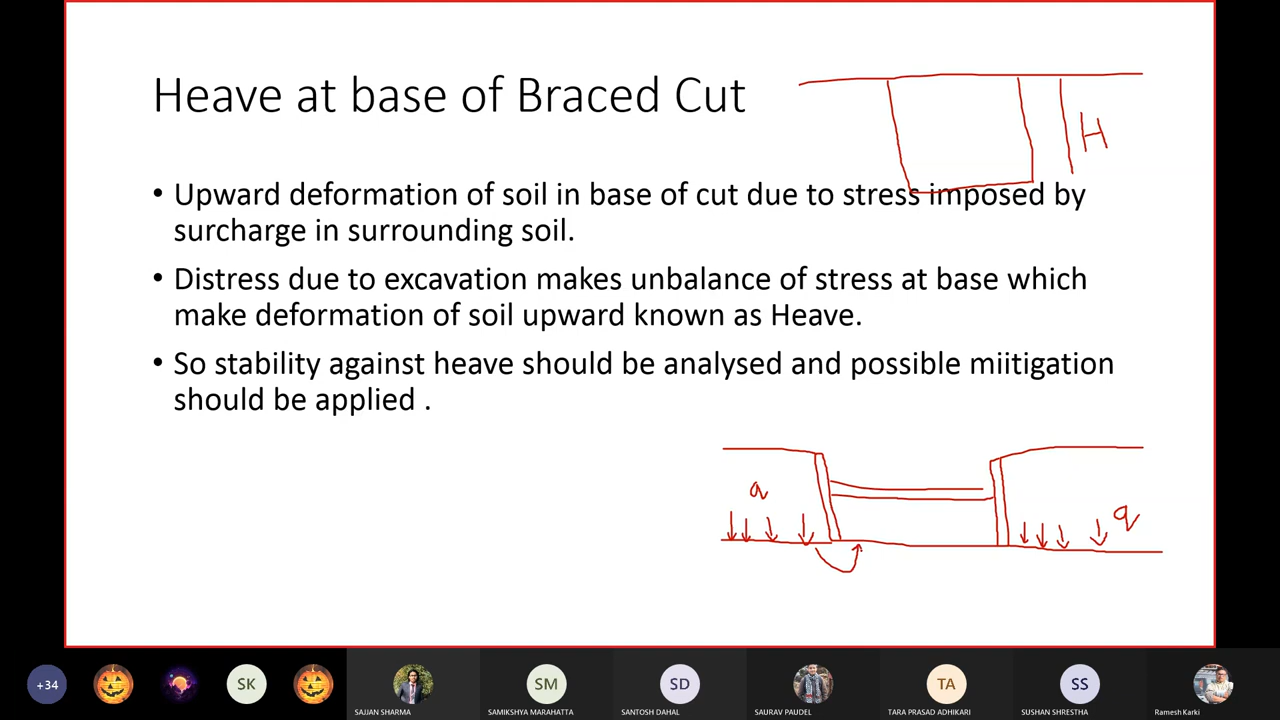 Heave at base of Braced Cut
H
• Upward deformation of soil in base of cut due to stress imposed by
surcharge in surrounding soil.
• Distress due to excavation makes unbalance of stress at base which
make deformation of soil upward known as Heave.
• So stability against heave should be analysed and possible miitigation
should be applied .
q
q
+34
SK
SM
SD
TA
SS
SAJJAN SHARMA
SAMIKSHYA MARAHATTA
SANTOSH DAHAL
SAURAV PAUDEL
TARA PRASAD ADHIKARI
SUSHAN SHRESTHA
Ramesh Karki